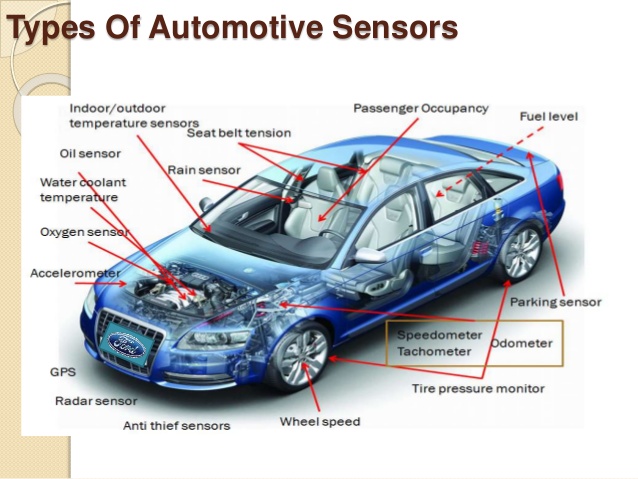 Types Of Automotive Sensors
Indoor/outdoor
temperature sensors
Passenger Occupancy
Fuel level
Seat belt tension
Oil sensor
Rain sensor
Water coolant
temperature
Oxygen sensor
Accelerometer
Parking sensor
Speedometer
Tachometer
Odometer
Ford
GPS
Tire pressure monitor
Radar sensor
Wheel speed
Anti thief sensors